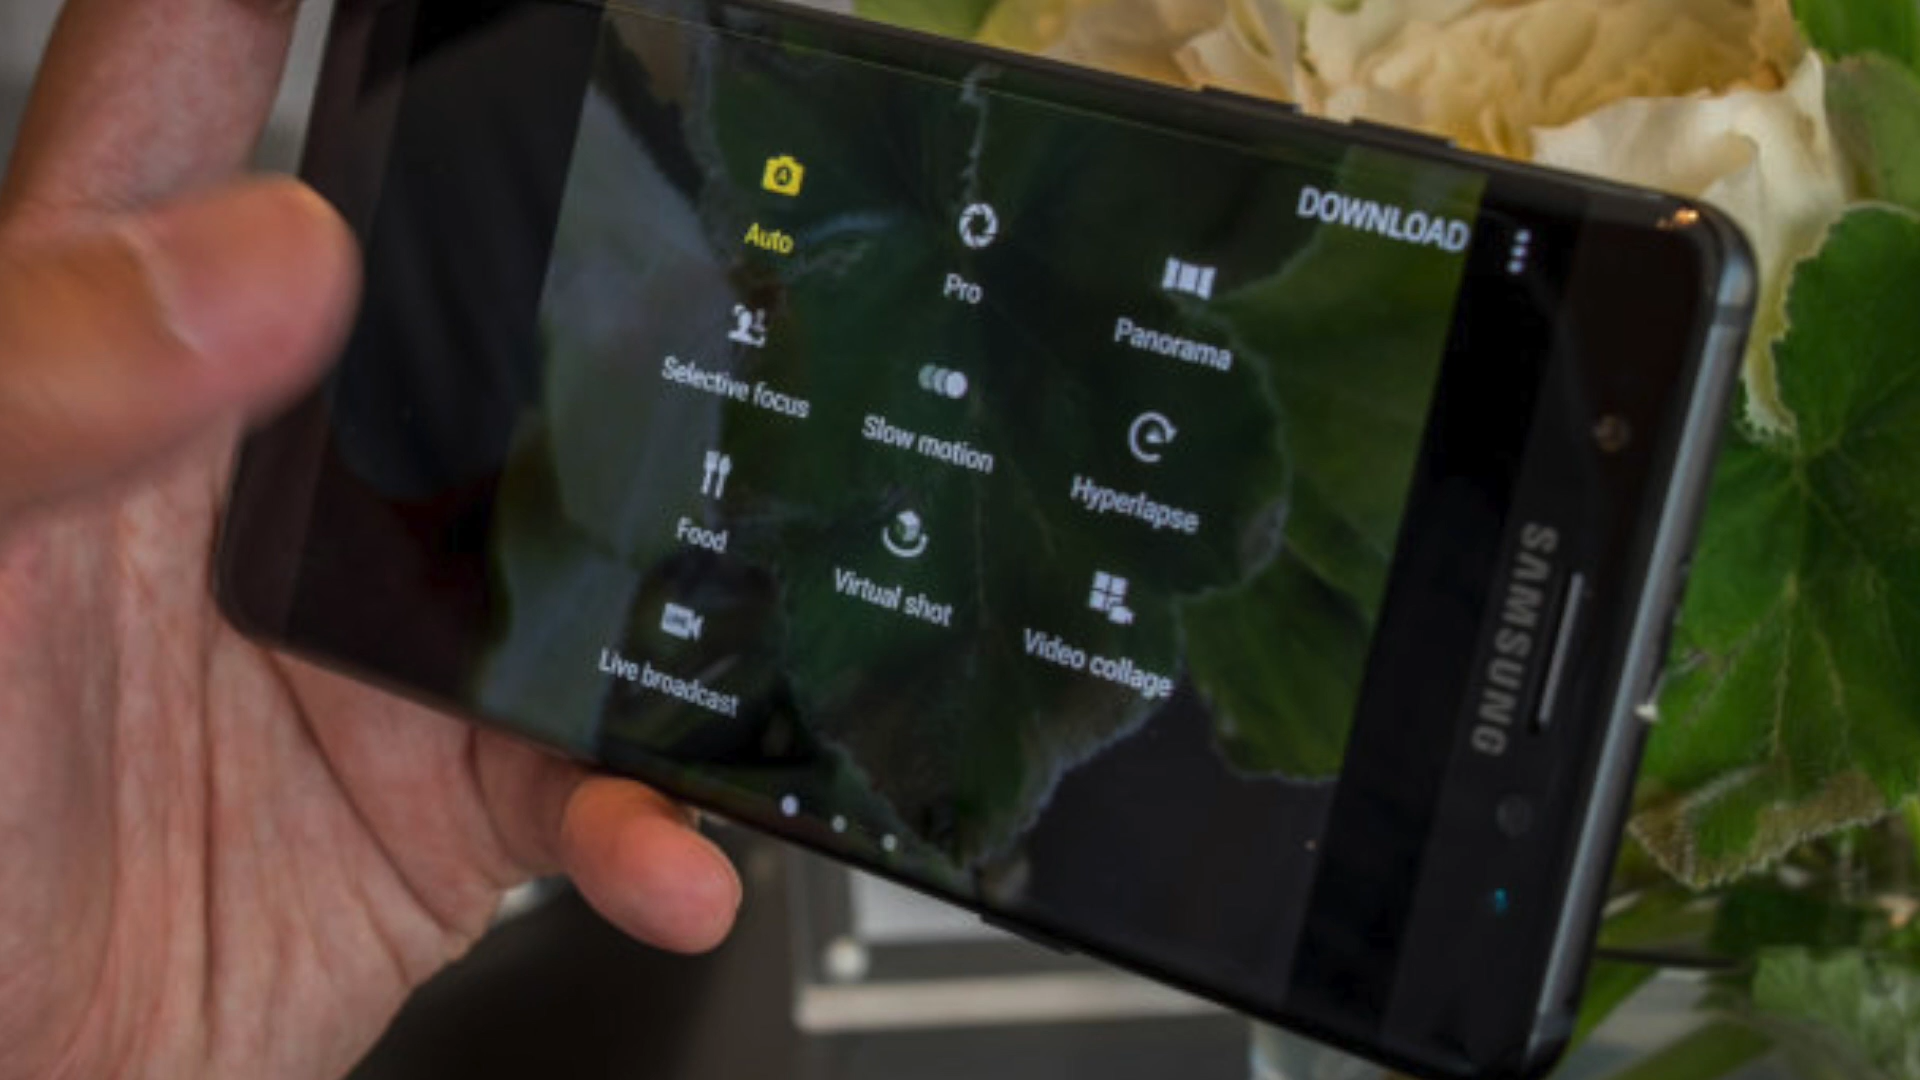 DOWNLOAD
Auto
Pro
Panorama
Selective focus
Slow motion
Hyperlapse
Food
Virtual shot
Video collage
Live broadcast
SAMSUNG